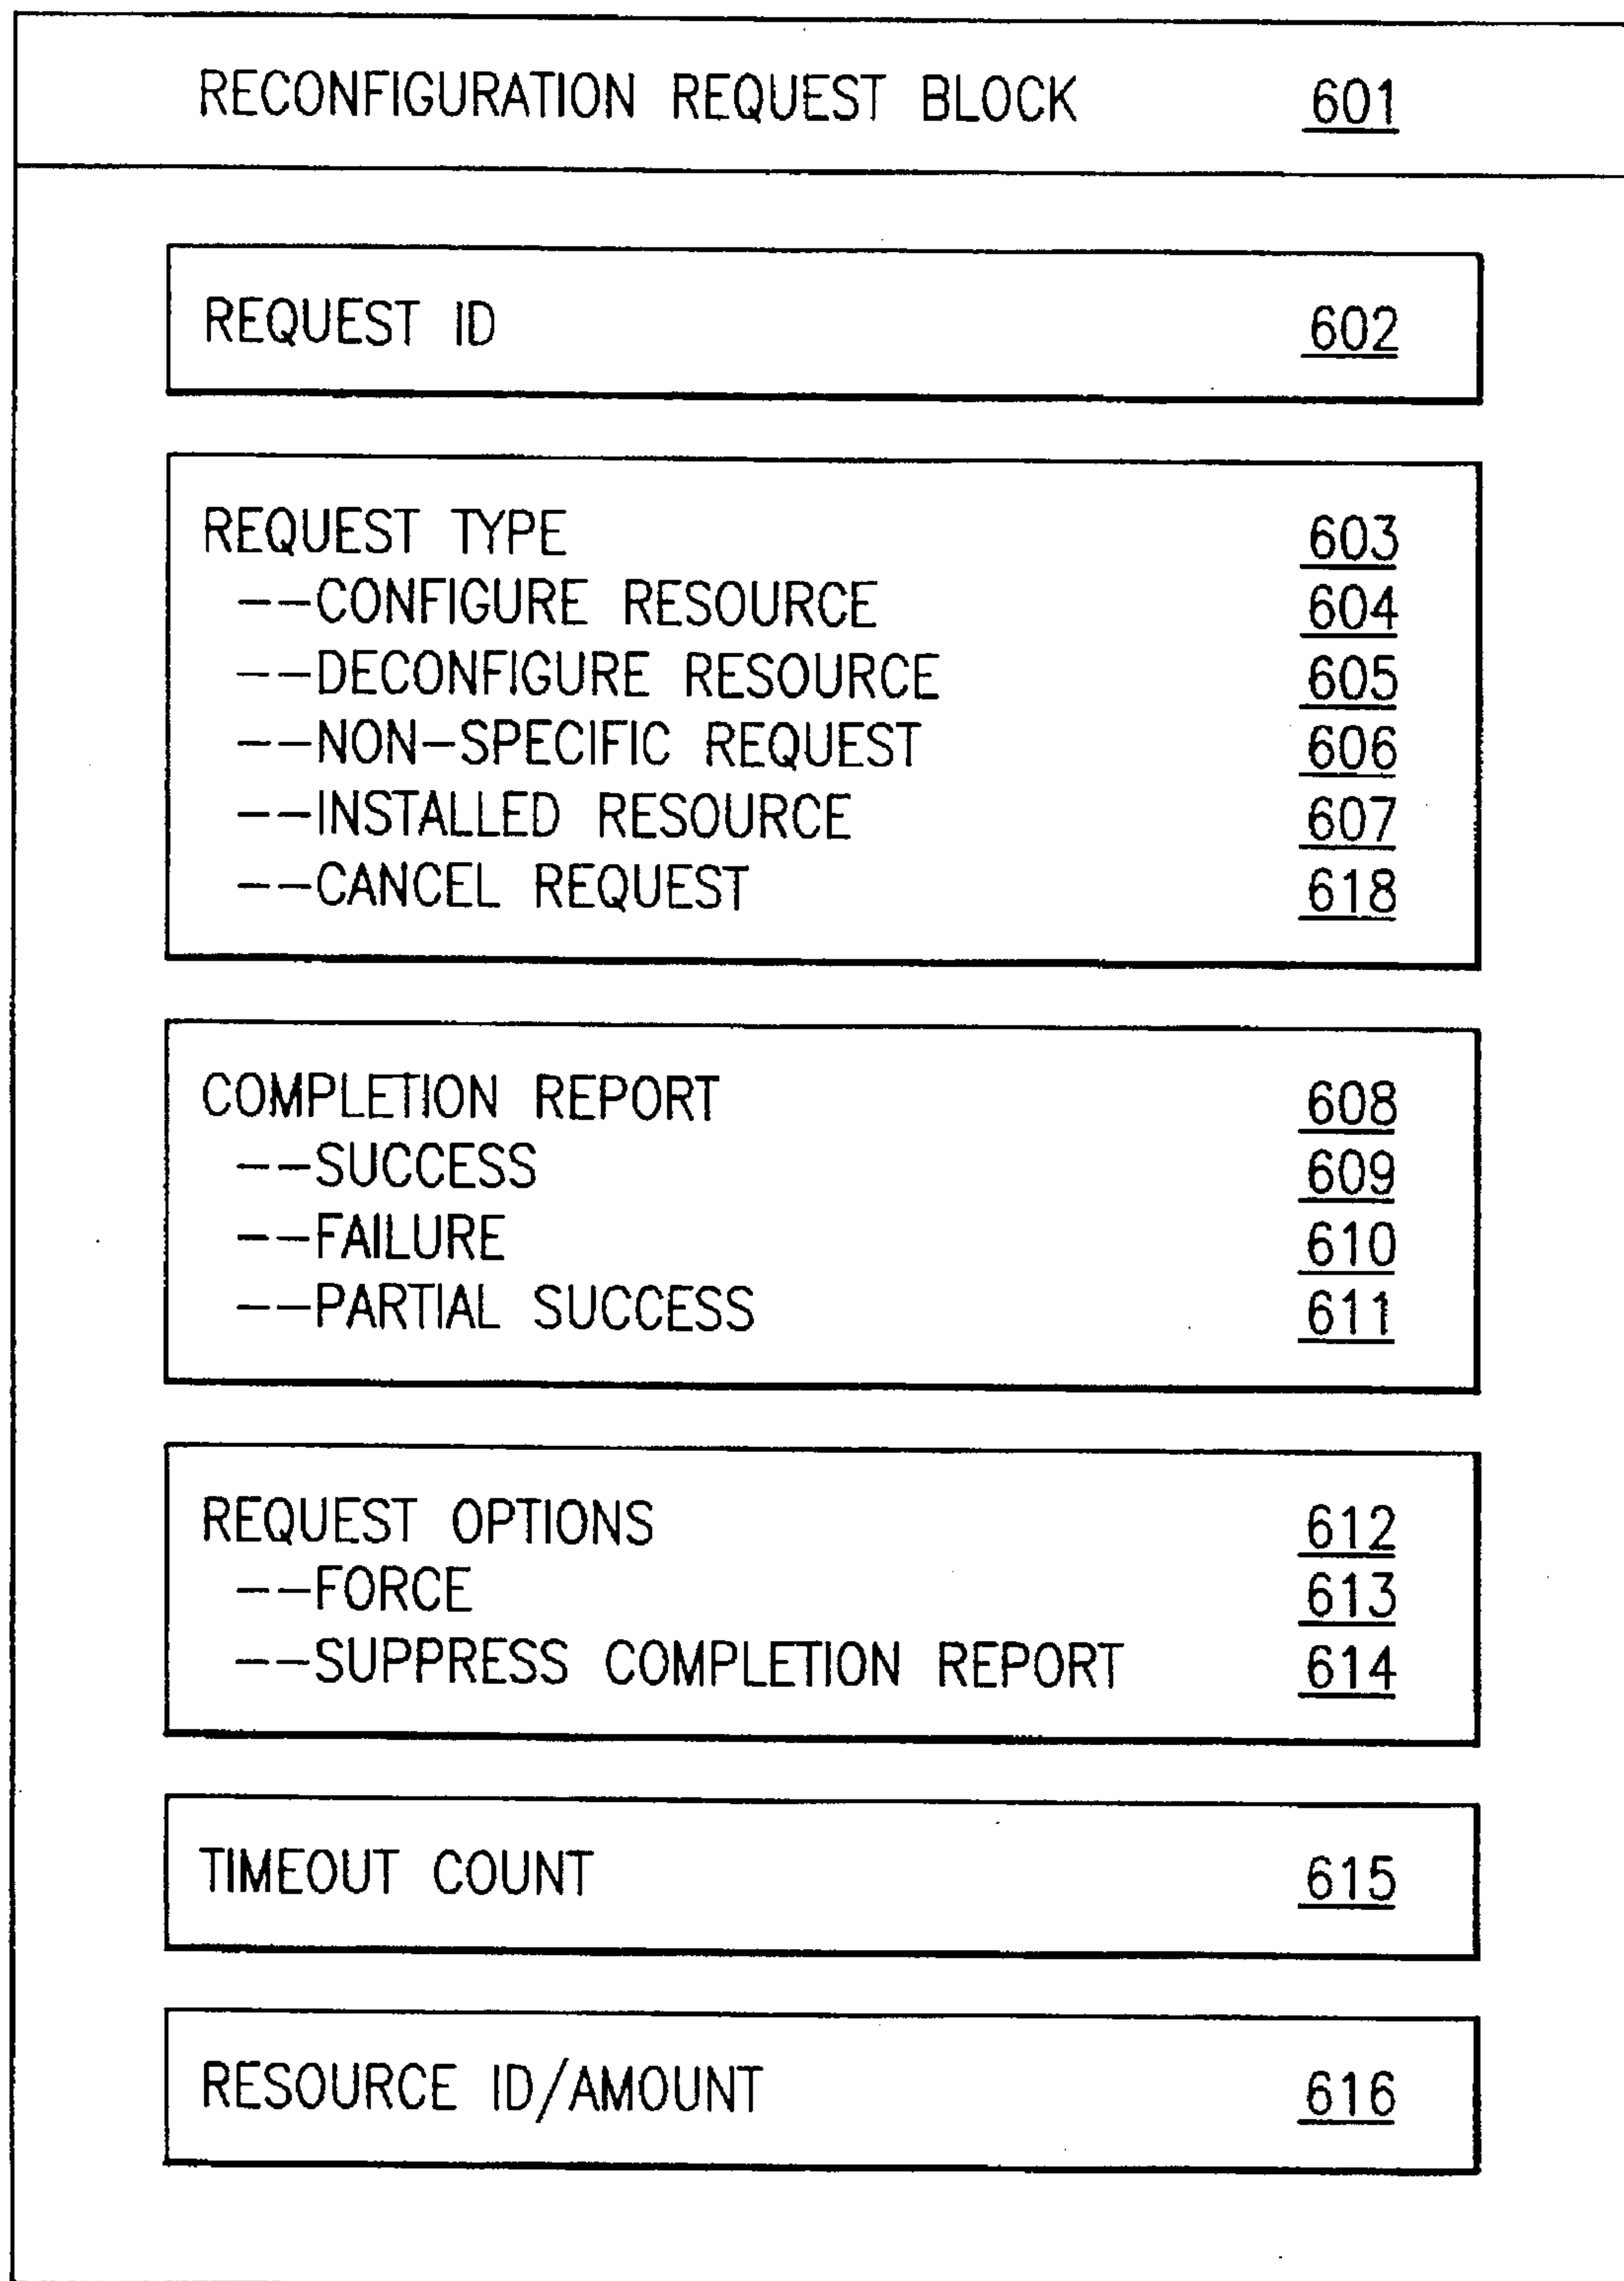 RECONFIGURATION REQUEST BLOCK 601
REQUEST ID 602
REQUEST TYPE 603
--CONFIGURE RESOURCE 604
--DECONFIGURE RESOURCE 605
--NON-SPECIFIC REQUEST 606
--INSTALLED RESOURCE 607
--CANCEL REQUEST 618
COMPLETION REPORT 608
--SUCCESS 609
--FAILURE 610
--PARTIAL SUCCESS 611
REQUEST OPTIONS 612
--FORCE 613
--SUPPRESS COMPLETION REPORT 614
TIMEOUT COUNT 615
RESOURCE ID/AMOUNT 616